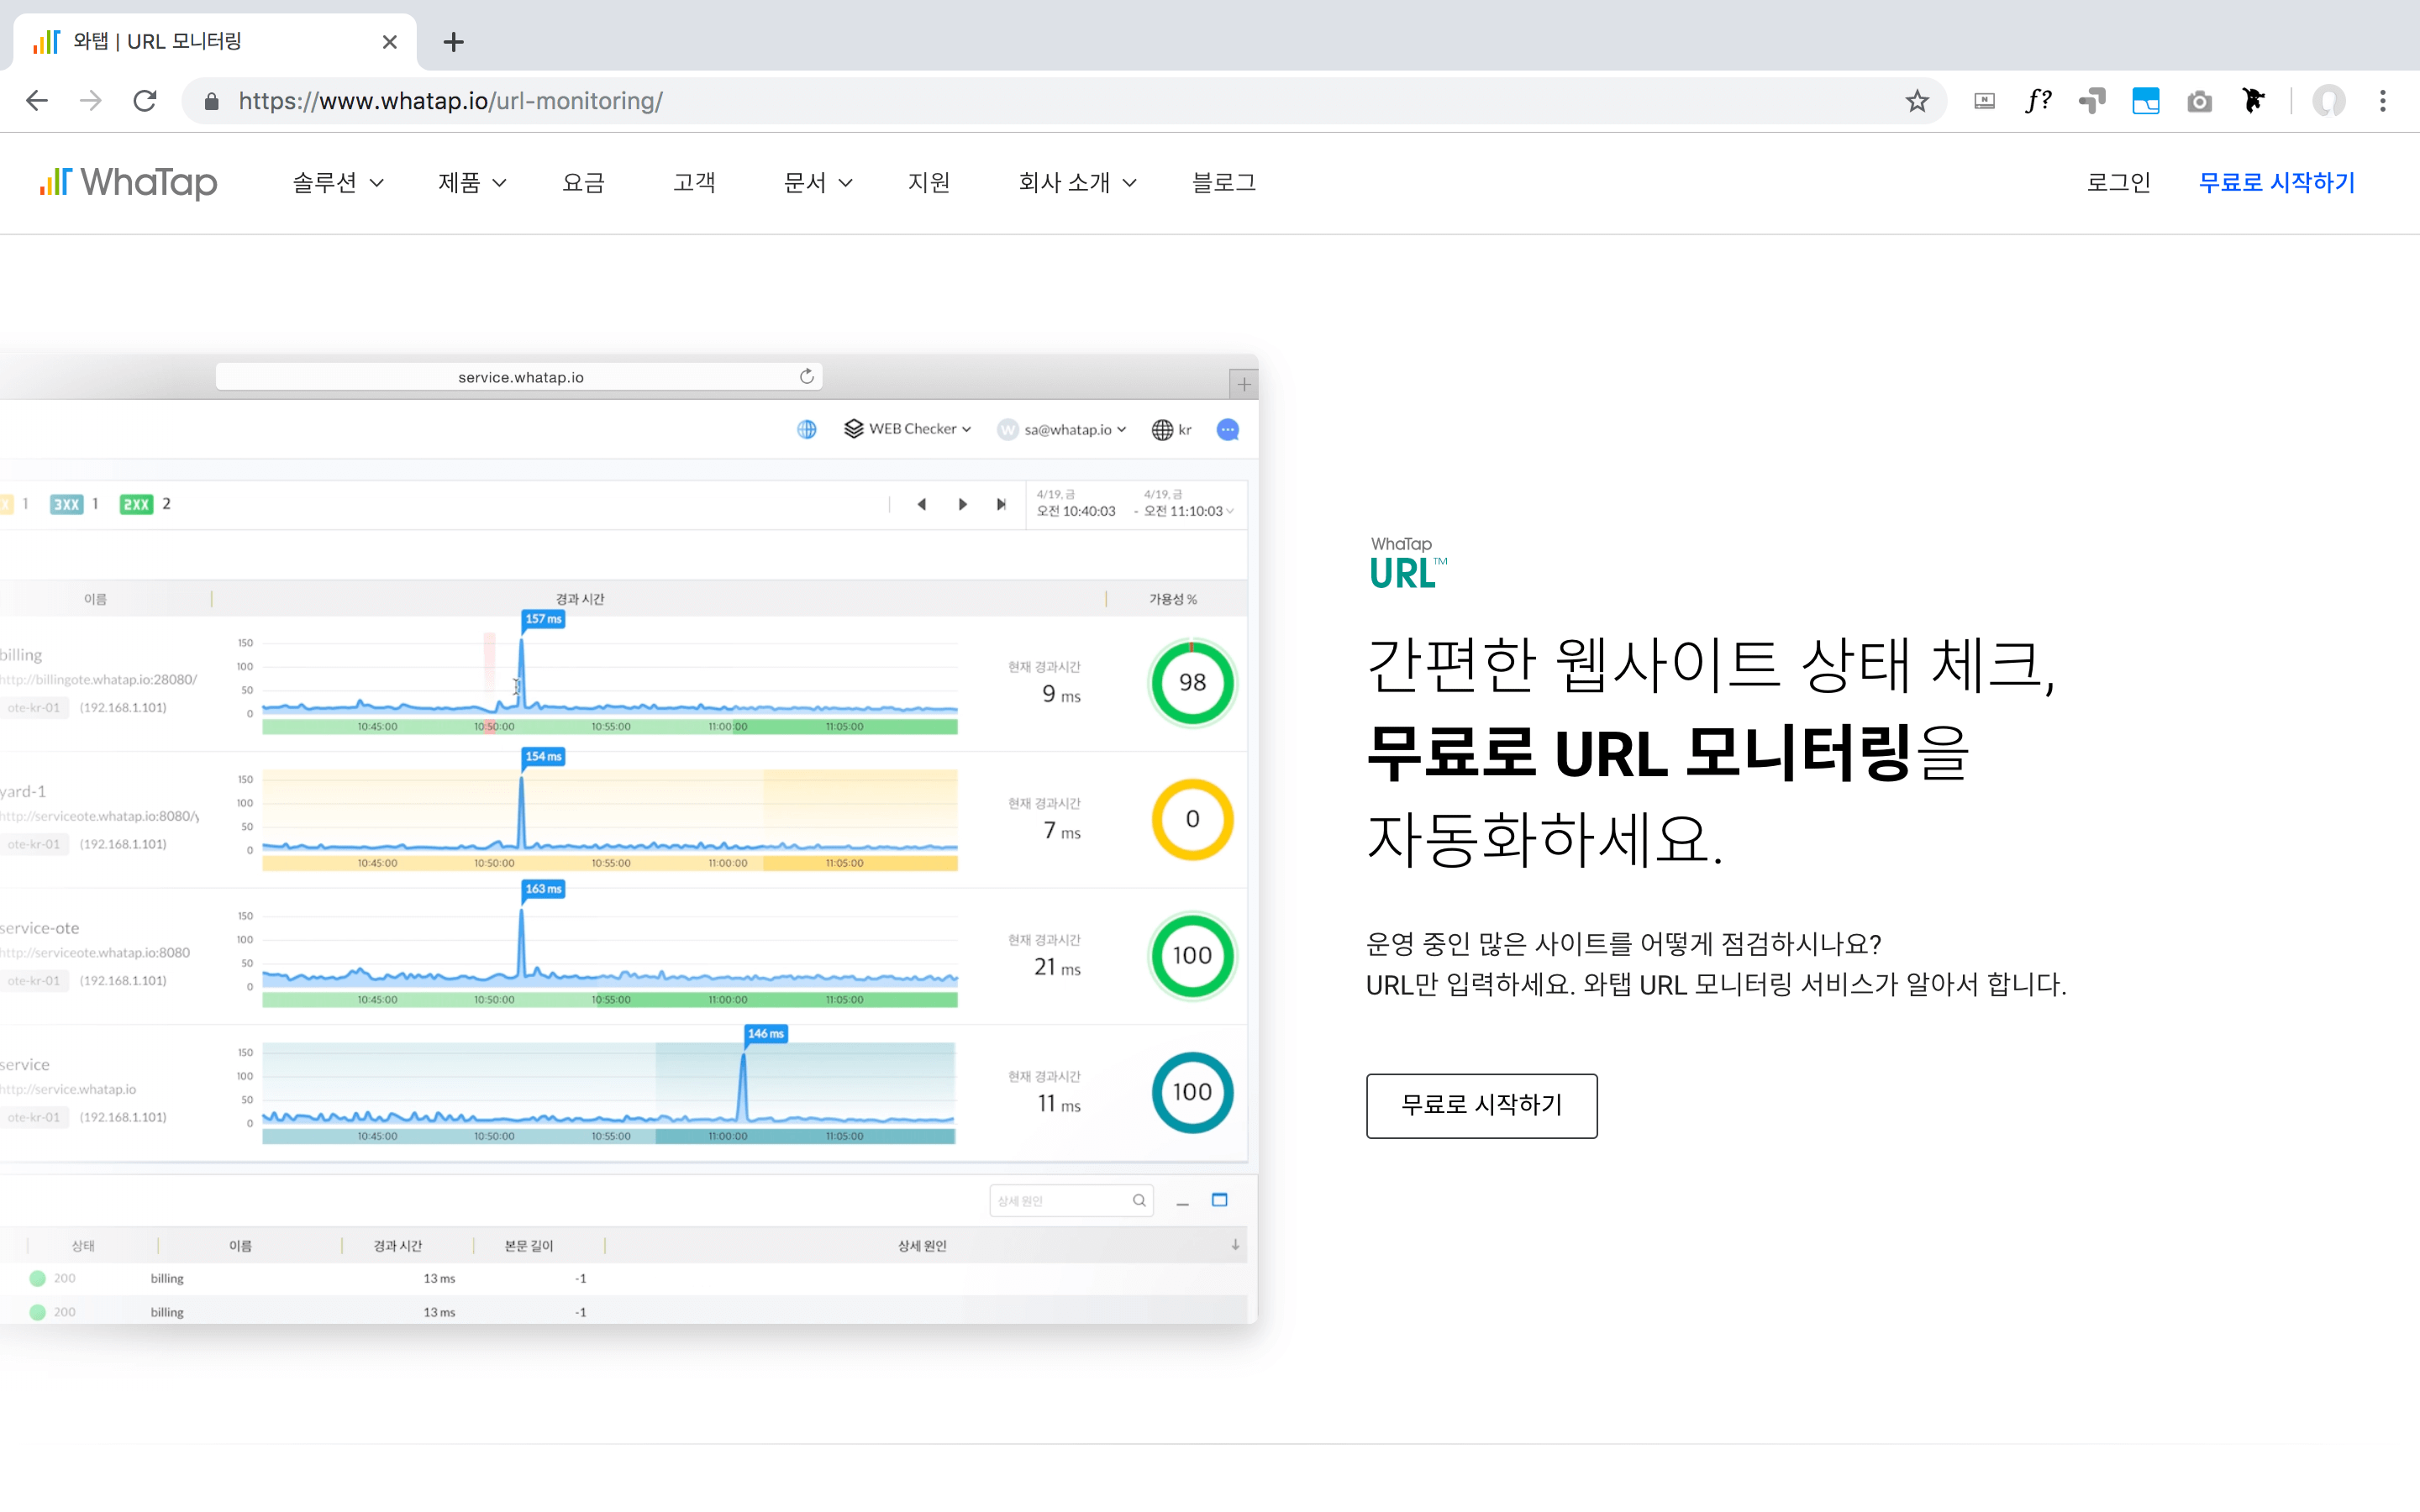 와탭 | URL 모니터링
https://www.whatap.io/url-monitoring/
WhaTap 솔루션 제품 요금 고객 문서 지원 회사 소개 블로그 로그인 무료로 시작하기
service.whatap.io
WEB Checker W sa@whatap.io kr
1 3XX 1 2XX 2
4/19, 금 4/19, 금
오전 10:40:03 - 오전 11:10:03
이름 경과 시간 가용성 %
157 ms
billing
http://billingote.whatap.io:28080/
ote-kr-01 (192.168.1.101)
150
100
50
0
10:45:00 10:50:00 10:55:00 11:00:00 11:05:00
현재 경과시간
9 ms
98
154 ms
yard-1
http://serviceote.whatap.io:8080/y
ote-kr-01 (192.168.1.101)
150
100
50
0
10:45:00 10:50:00 10:55:00 11:00:00 11:05:00
현재 경과시간
7 ms
0
163 ms
service-ote
http://serviceote.whatap.io:8080
ote-kr-01 (192.168.1.101)
150
100
50
0
10:45:00 10:50:00 10:55:00 11:00:00 11:05:00
현재 경과시간
21 ms
100
146 ms
service
http://service.whatap.io
ote-kr-01 (192.168.1.101)
150
100
50
0
10:45:00 10:50:00 10:55:00 11:00:00 11:05:00
현재 경과시간
11 ms
100
상세 원인
상태 이름 경과 시간 본문 길이 상세 원인
200 billing 13 ms -1
200 billing 13 ms -1
WhaTap
URL™
간편한 웹사이트 상태 체크,
무료로 URL 모니터링을
자동화하세요.
운영 중인 많은 사이트를 어떻게 점검하시나요?
URL만 입력하세요. 와탭 URL 모니터링 서비스가 알아서 합니다.
무료로 시작하기